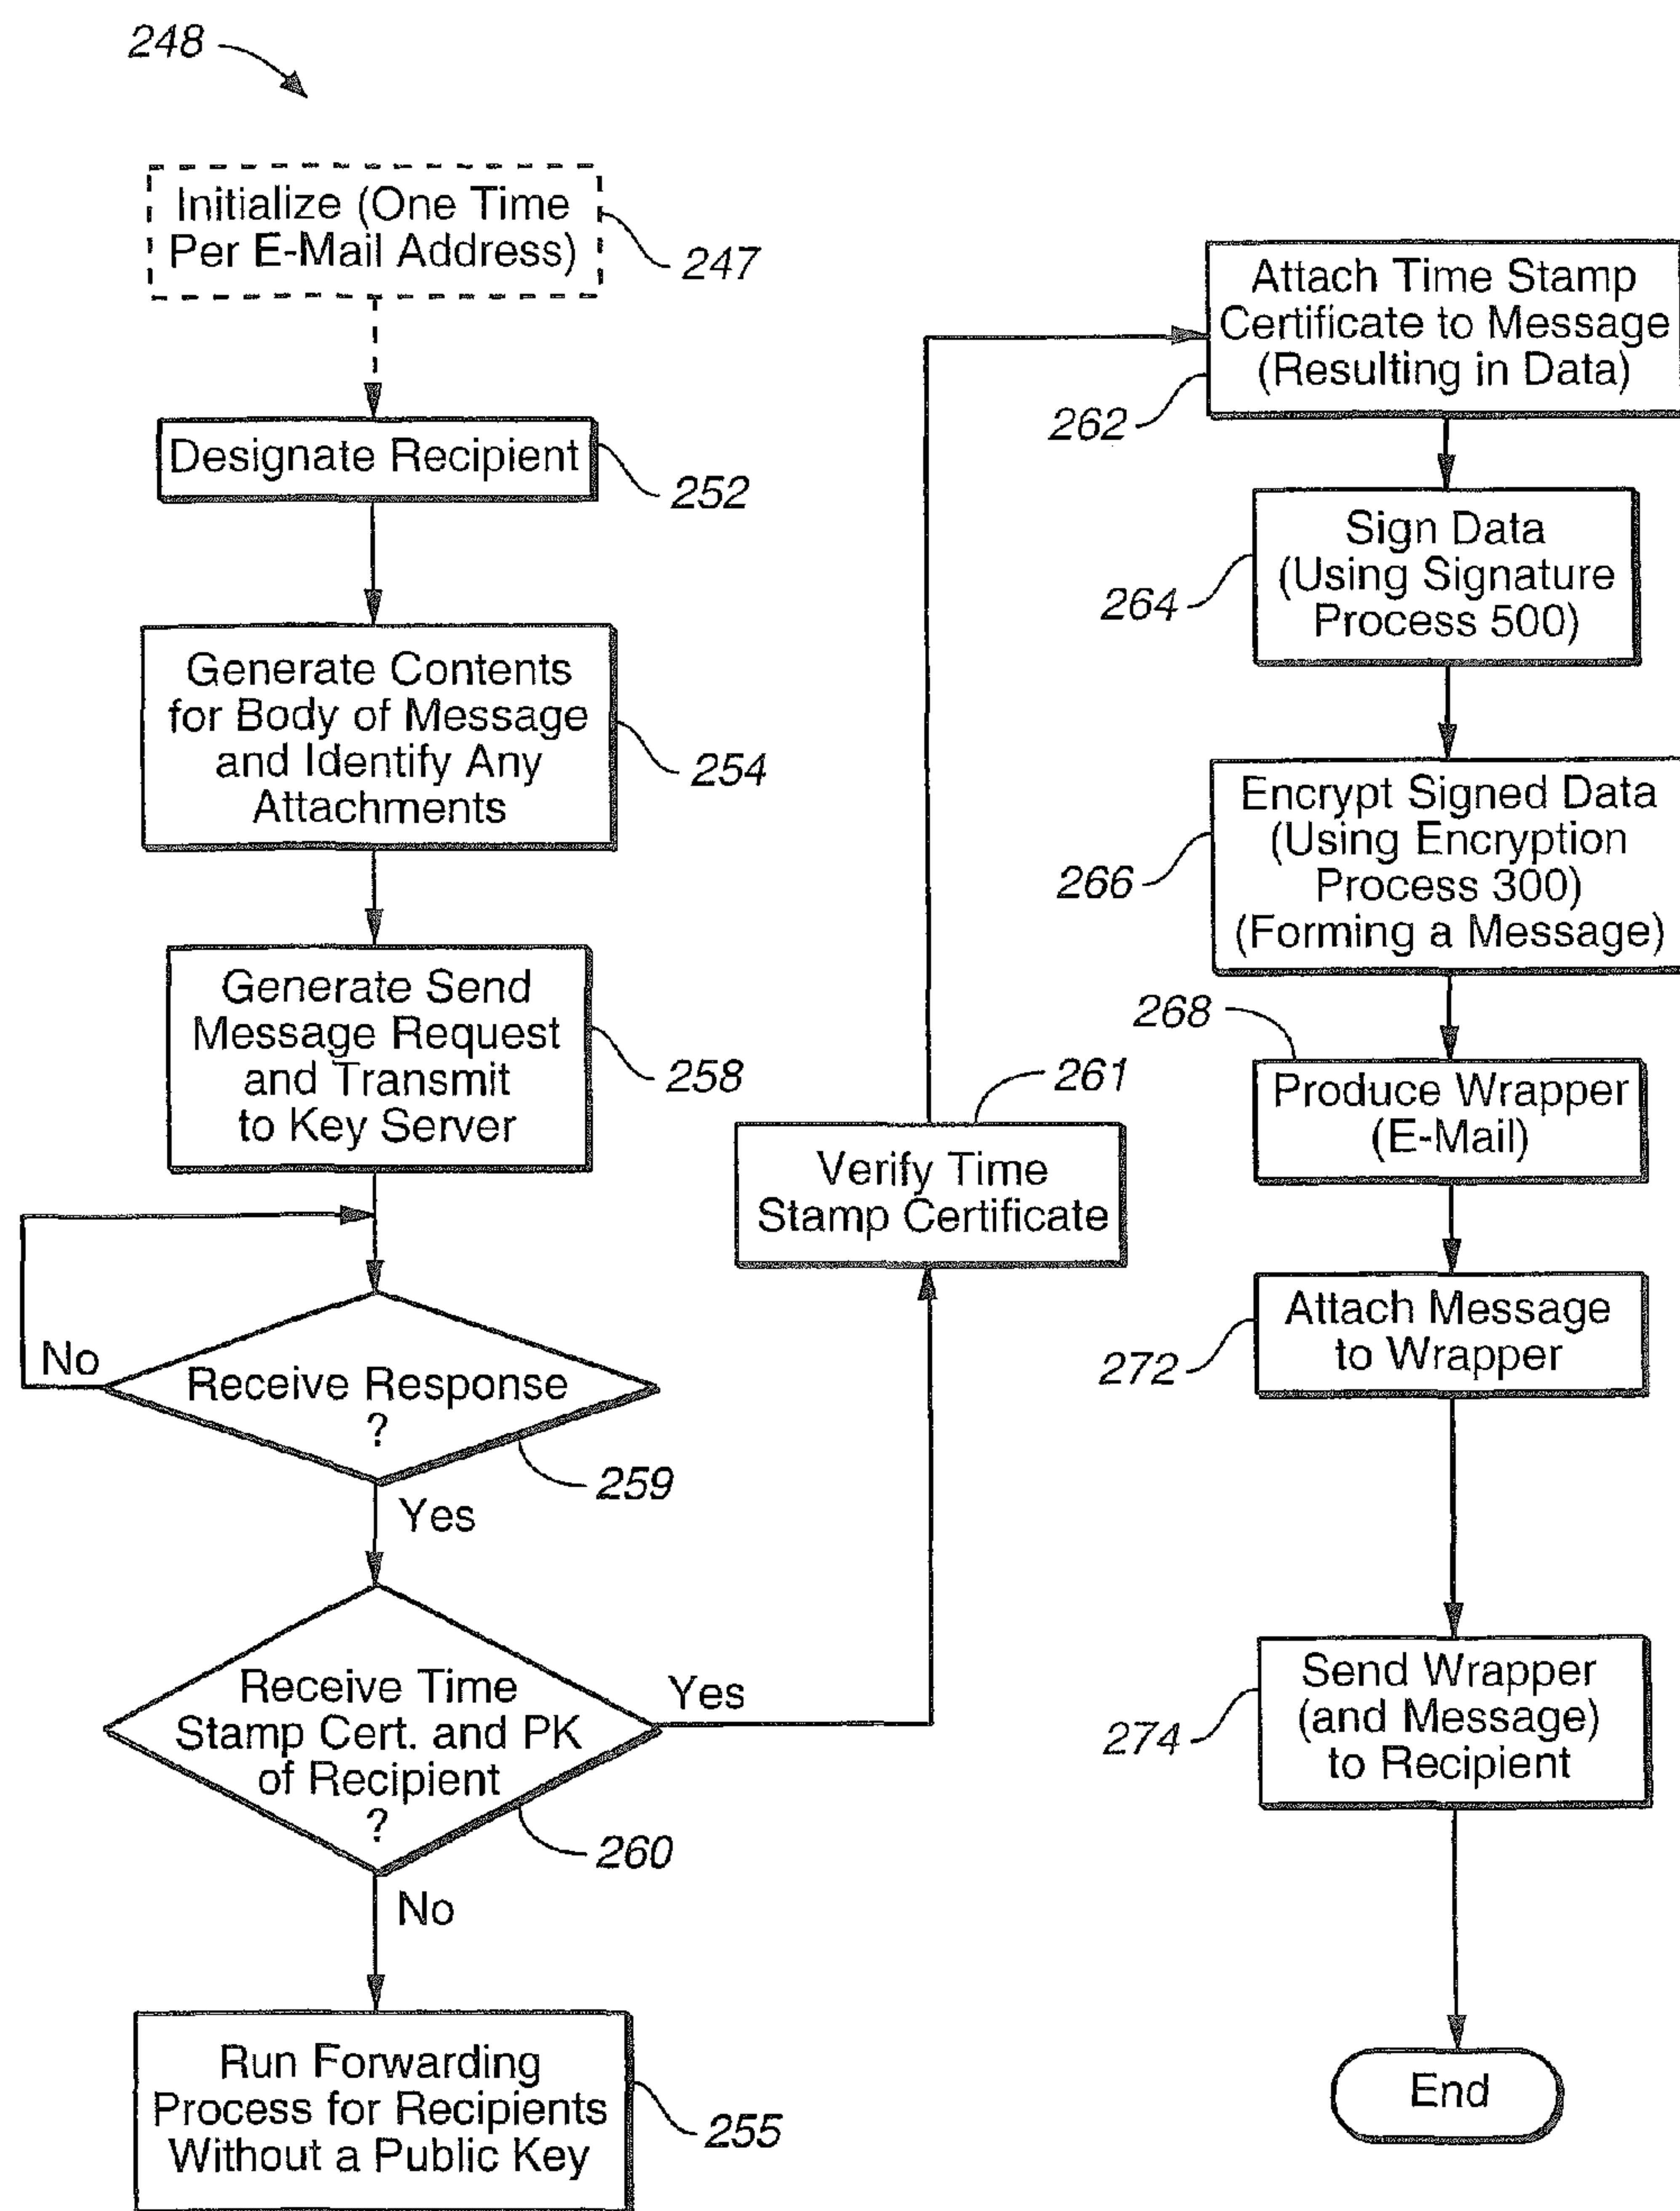 248
Initialize (One Time
Per E-Mail Address)
247
Designate Recipient
252
Generate Contents
for Body of Message
and Identify Any
Attachments
254
Generate Send
Message Request
and Transmit
to Key Server
258
No
Receive Response
?
259
Yes
Receive Time
Stamp Cert. and PK
of Recipient
?
260
Yes
No
Run Forwarding
Process for Recipients
Without a Public Key
255
261
Verify Time
Stamp Certificate
Attach Time Stamp
Certificate to Message
(Resulting in Data)
262
Sign Data
(Using Signature
Process 500)
264
Encrypt Signed Data
(Using Encryption
Process 300)
(Forming a Message)
266
268
Produce Wrapper
(E-Mail)
Attach Message
to Wrapper
272
Send Wrapper
(and Message)
to Recipient
274
End